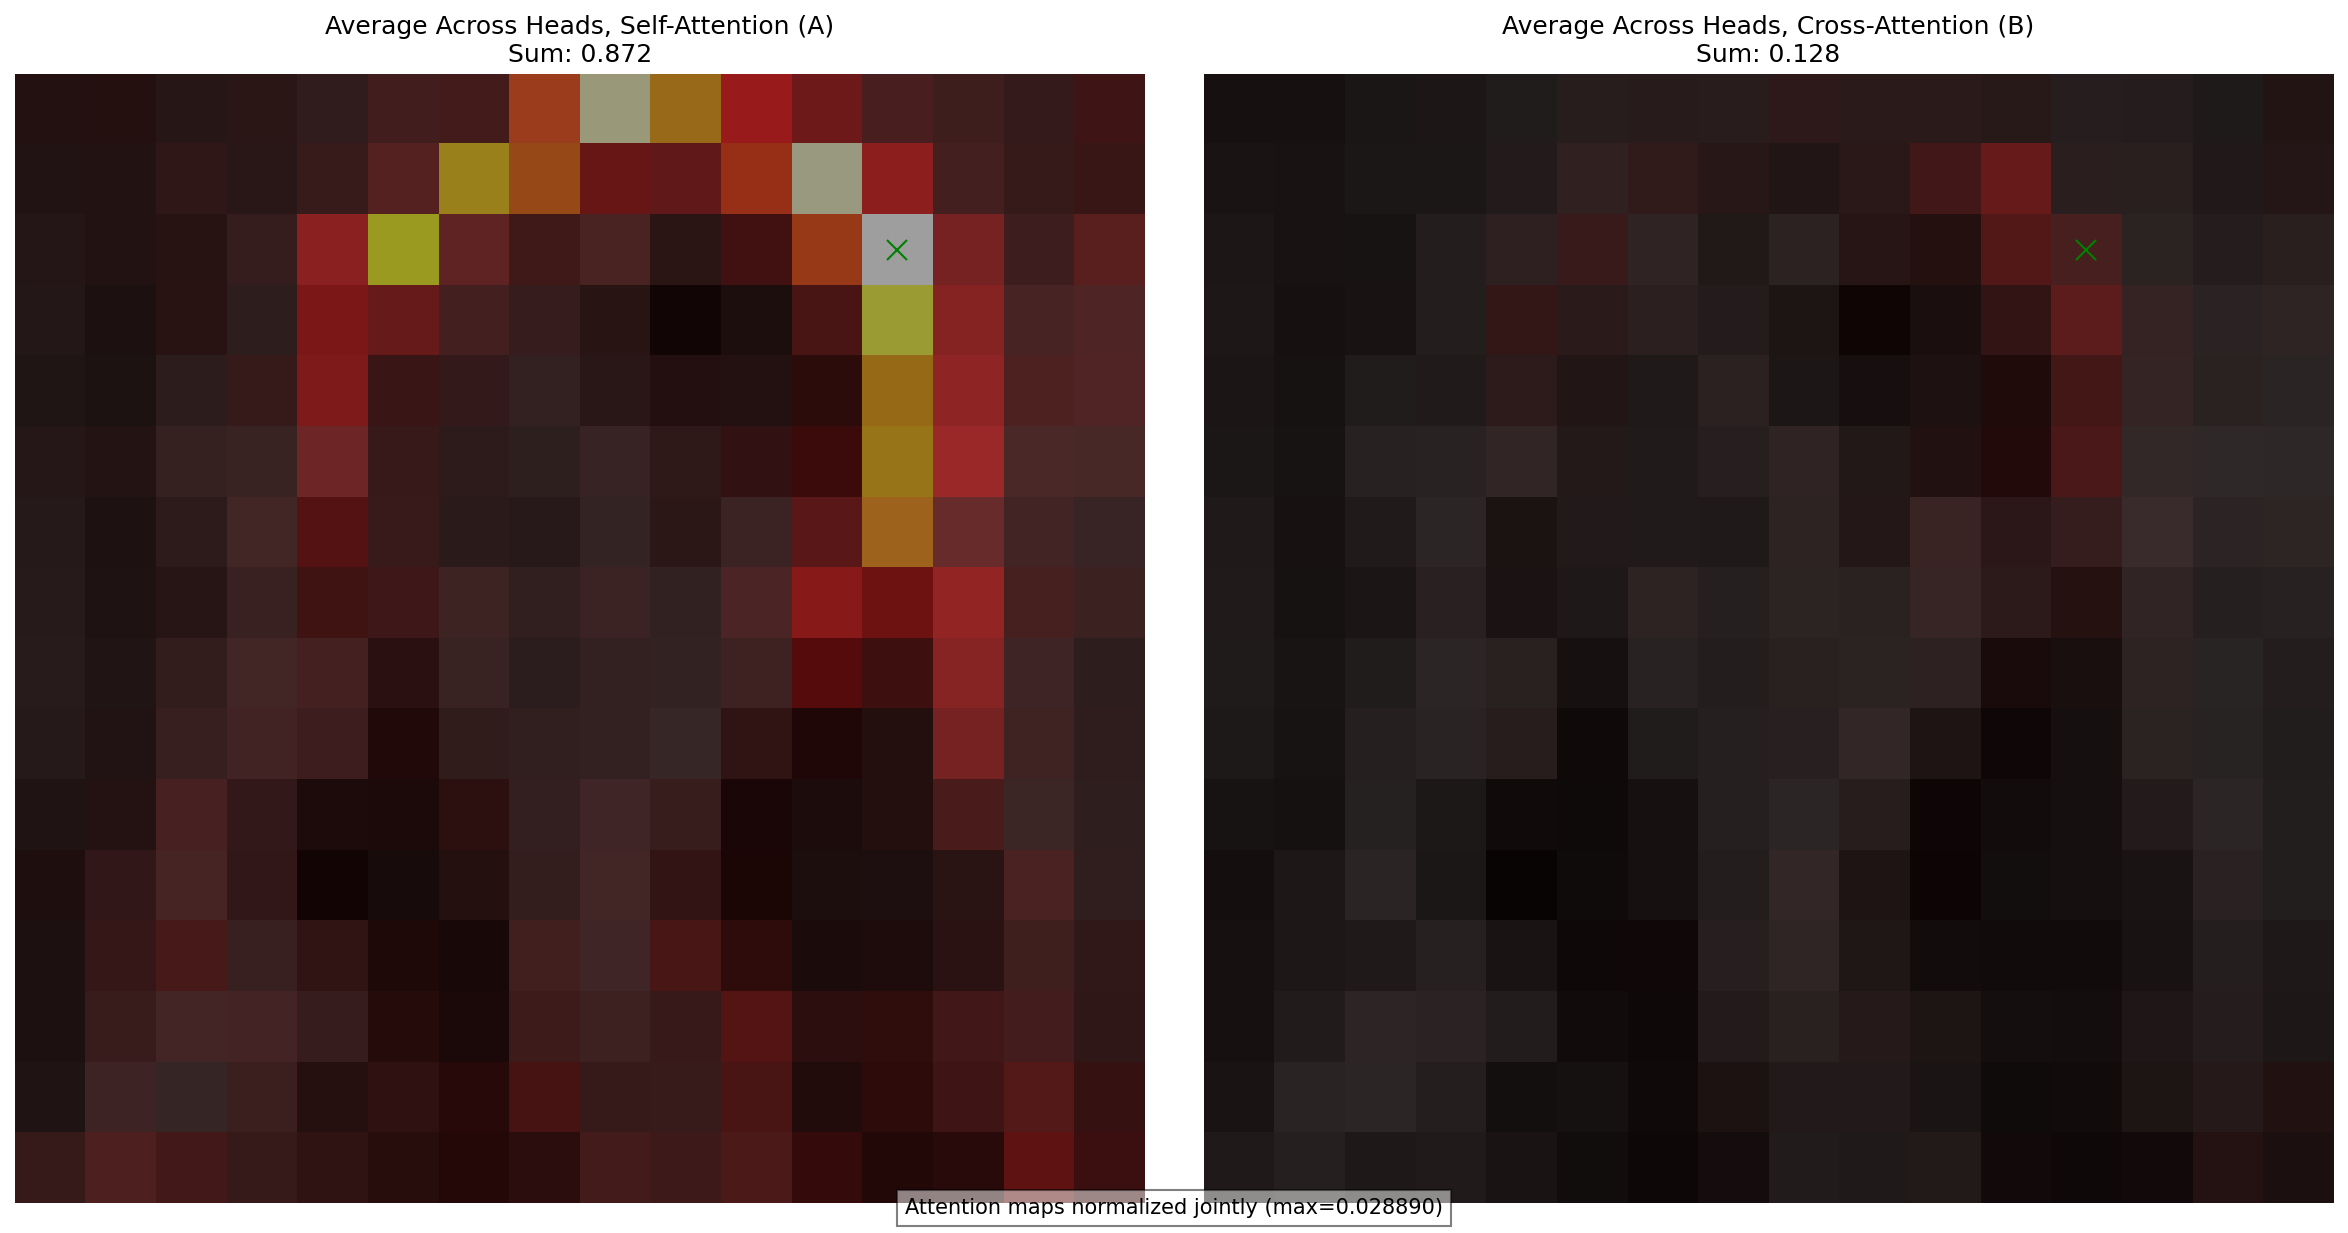 Average Across Heads, Self-Attention (A)
Sum: 0.872
Average Across Heads, Cross-Attention (B)
Sum: 0.128
Attention maps normalized jointly (max=0.028890)